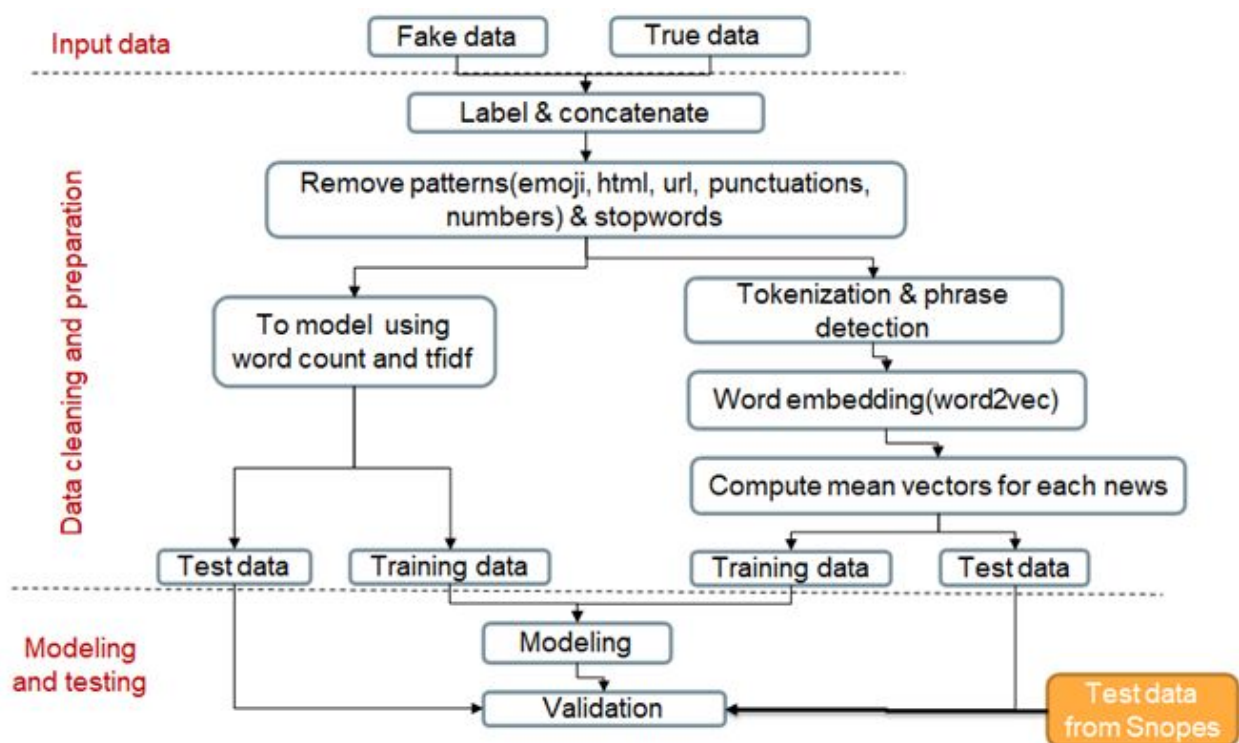 Input data
Fake data
True data
Label & concatenate
Remove patterns(emoji, html, url, punctuations,
numbers) & stopwords
Data cleaning and preparation
To model using
word count and tfidf
Tokenization & phrase
detection
Word embedding(word2vec)
Compute mean vectors for each news
Test data
Training data
Training data
Test data
Modeling
and testing
Modeling
Validation
Test data
from Snopes